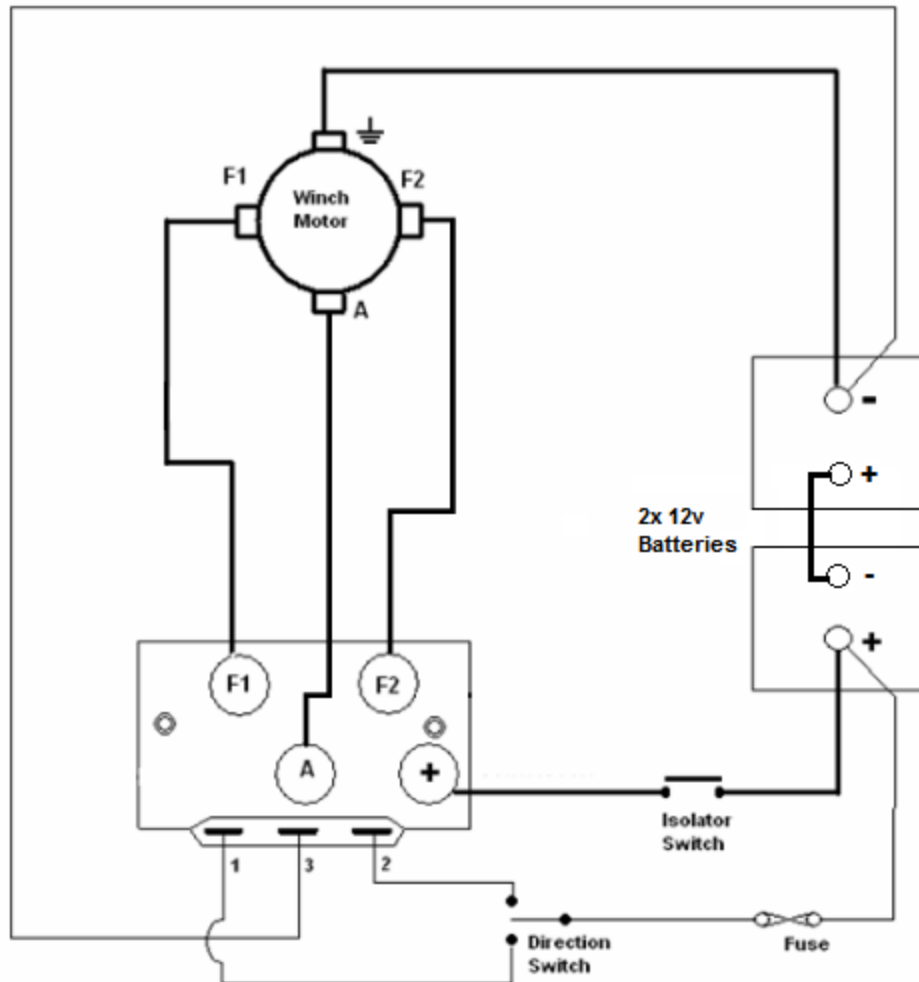 F1
F2
Winch
Motor
A
-
+
2x 12v
Batteries
-
+
F1
F2
A
+
Isolator
Switch
1
3
2
Direction
Switch
Fuse